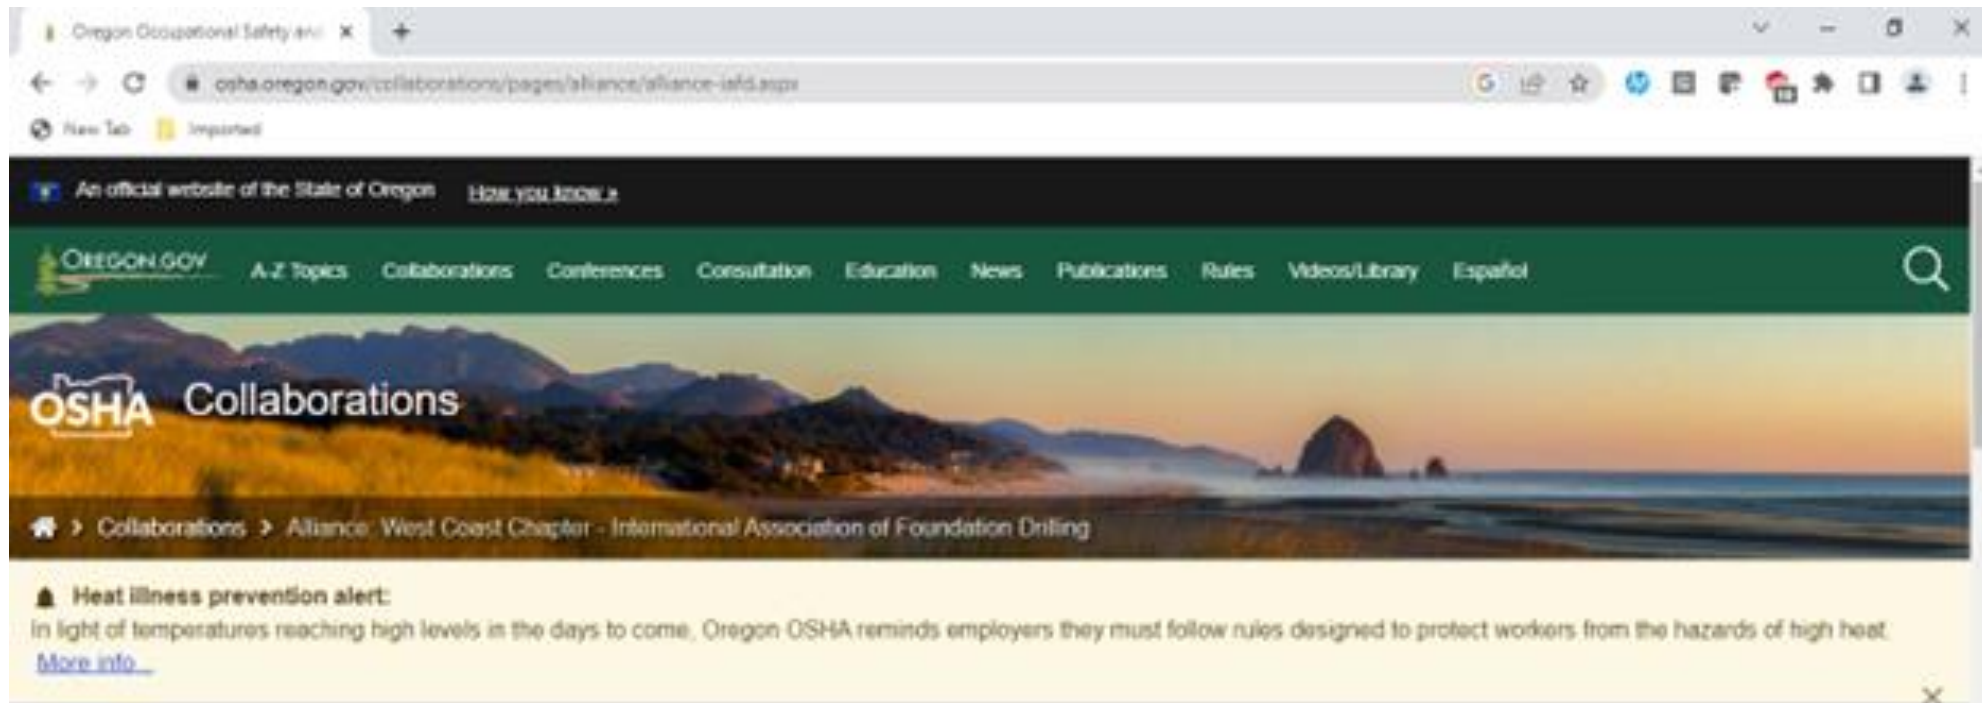 Oregon Occupational Safety and
osha.oregon.gov/collaborations/pages/alliance/alliance-iafd.aspx
New Tab Imported
An official website of the State of Oregon How you know »
OREGON.GOV A-Z Topics Collaborations Conferences Consultation Education News Publications Rules Videos/Library Español
OSHA Collaborations
> Collaborations > Alliance: West Coast Chapter - International Association of Foundation Drilling
Heat illness prevention alert:
In light of temperatures reaching high levels in the days to come, Oregon OSHA reminds employers they must follow rules designed to protect workers from the hazards of high heat.
More info...